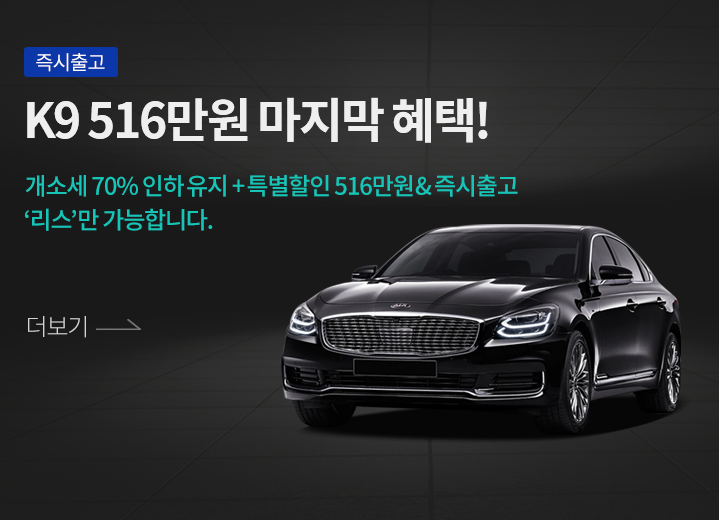 즉시출고
K9 516만원 마지막 혜택!
개소세 70% 인하 유지 + 특별할인 516만원 & 즉시출고
‘리스’만 가능합니다.
더보기
KIA